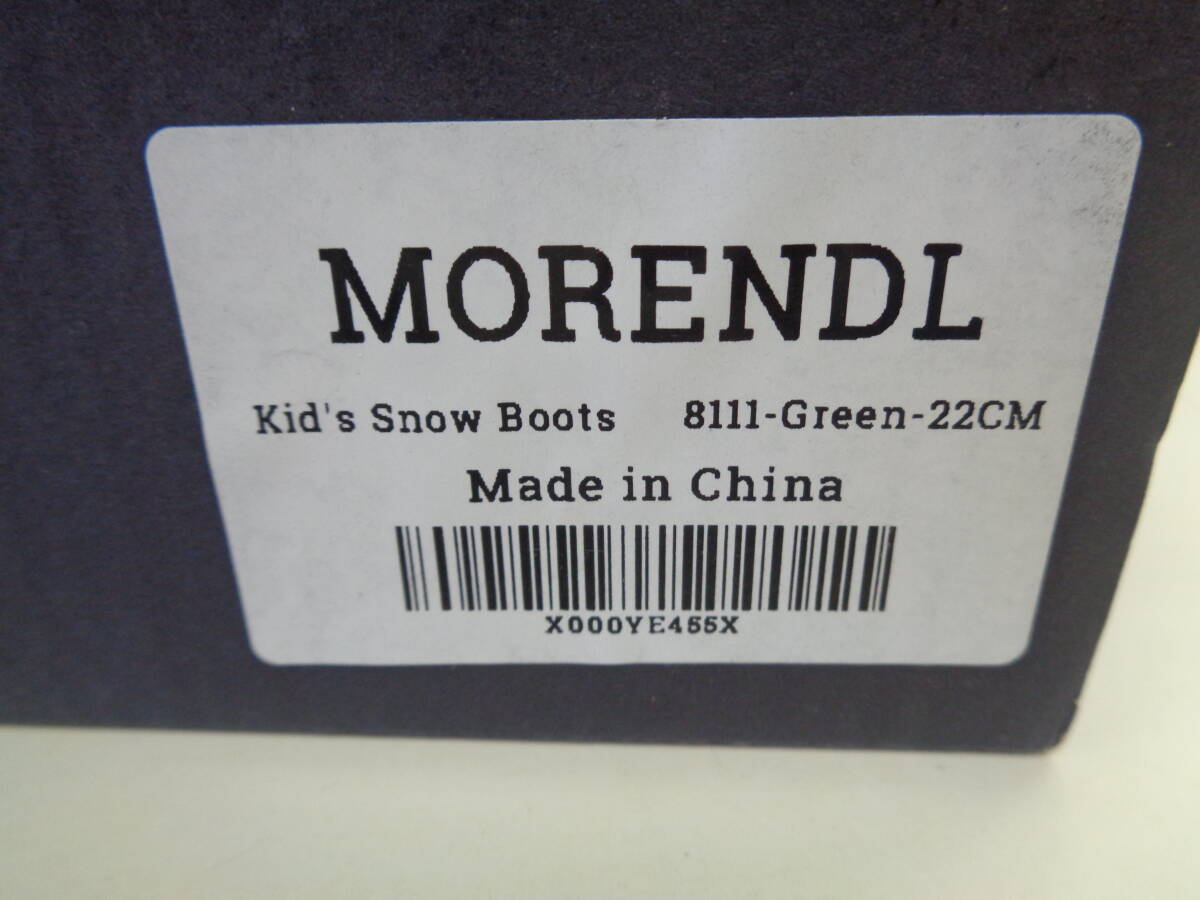 MORENDL
Kid's Snow Boots 8111-Green-22CM
Made in China
X000YE455X